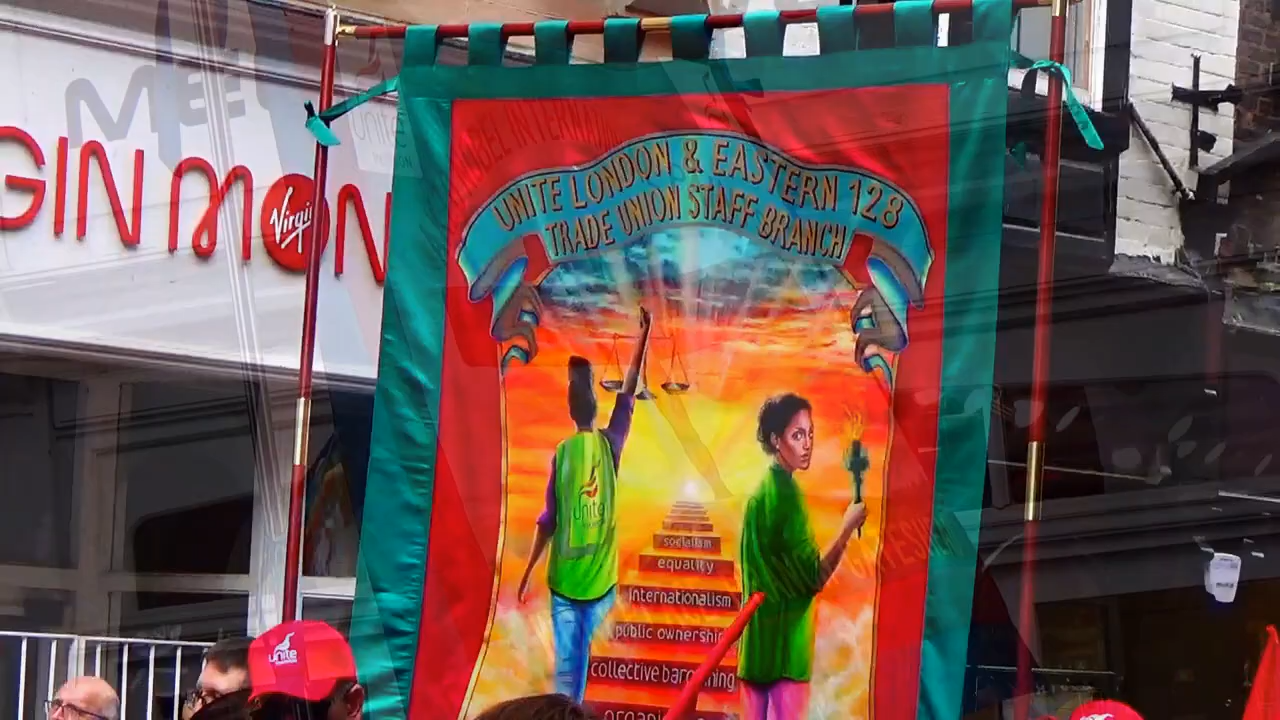 GIN MON
Virgin
UNITE LONDON & EASTERN 128
TRADE UNION STAFF BRANCH
unite
socialism
equality
Internationalism
public ownership
collective bargaining
unite